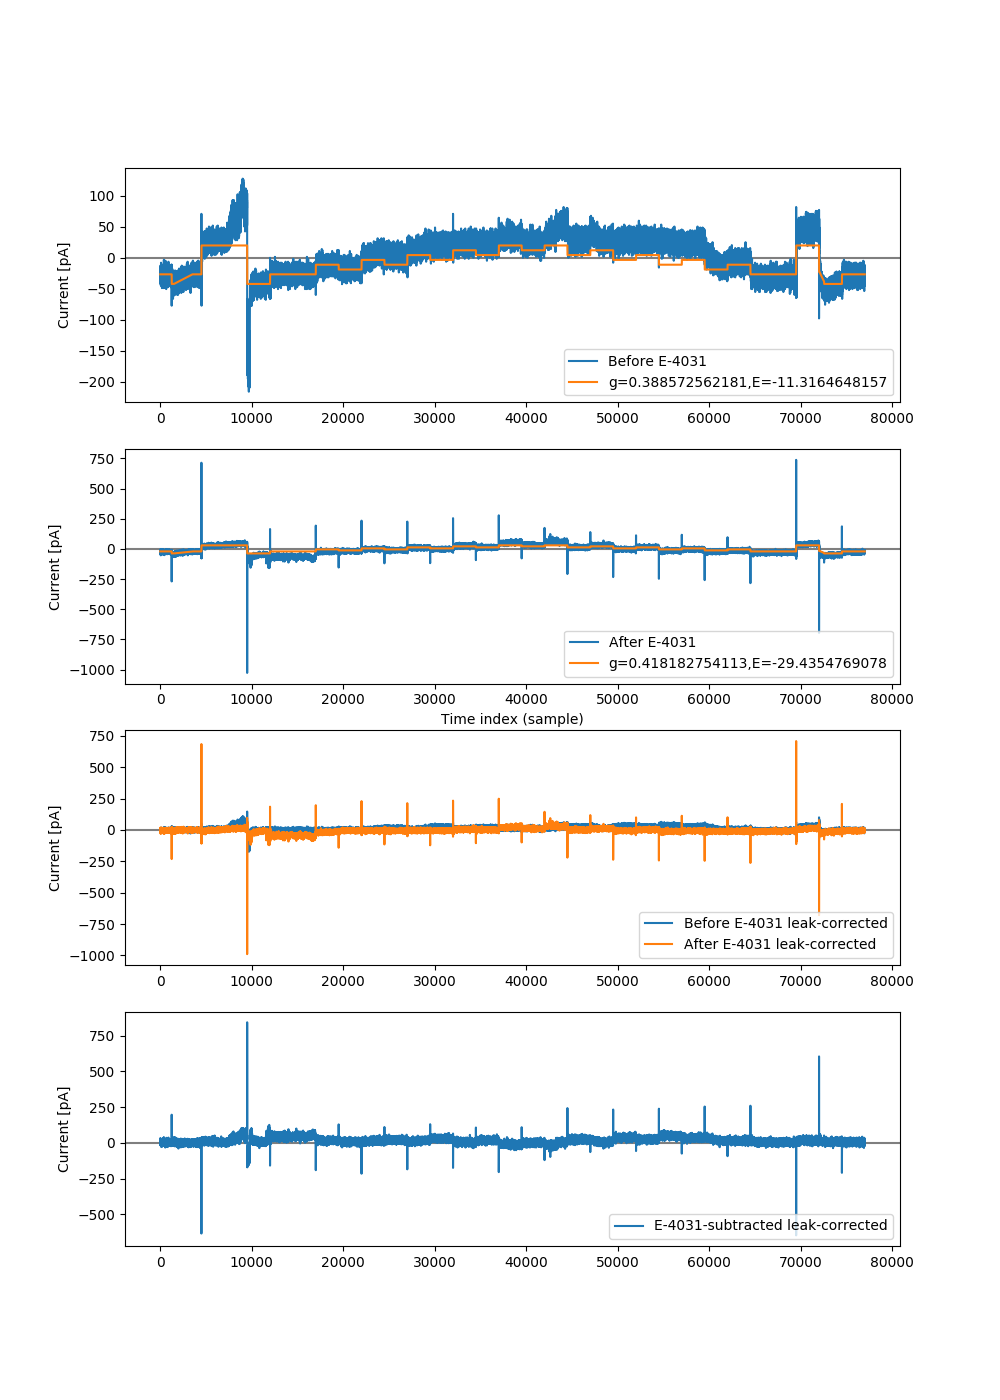 100
50
0
−50
−100
−150
−200
Current [pA]
Before E-4031
g=0.388572562181,E=-11.3164648157
0 10000 20000 30000 40000 50000 60000 70000 80000
750
500
250
0
−250
−500
−750
−1000
Current [pA]
After E-4031
g=0.418182754113,E=-29.4354769078
0 10000 20000 30000 40000 50000 60000 70000 80000
Time index (sample)
750
500
250
0
−250
−500
−750
−1000
Current [pA]
Before E-4031 leak-corrected
After E-4031 leak-corrected
0 10000 20000 30000 40000 50000 60000 70000 80000
750
500
250
0
−250
−500
Current [pA]
E-4031-subtracted leak-corrected
0 10000 20000 30000 40000 50000 60000 70000 80000